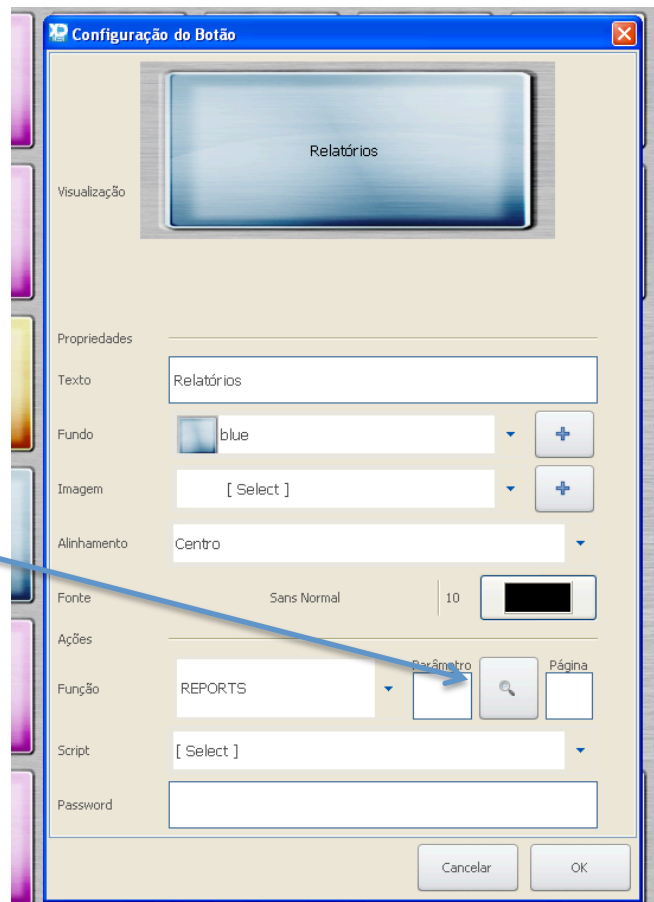 Configuração do Botão
Relatórios
Visualização
Propriedades
Texto Relatórios
Fundo blue
Imagem [ Select ]
Alinhamento Centro
Fonte Sans Normal 10
Ações
Parâmetro Página
Função REPORTS
Script [ Select ]
Password
Cancelar OK